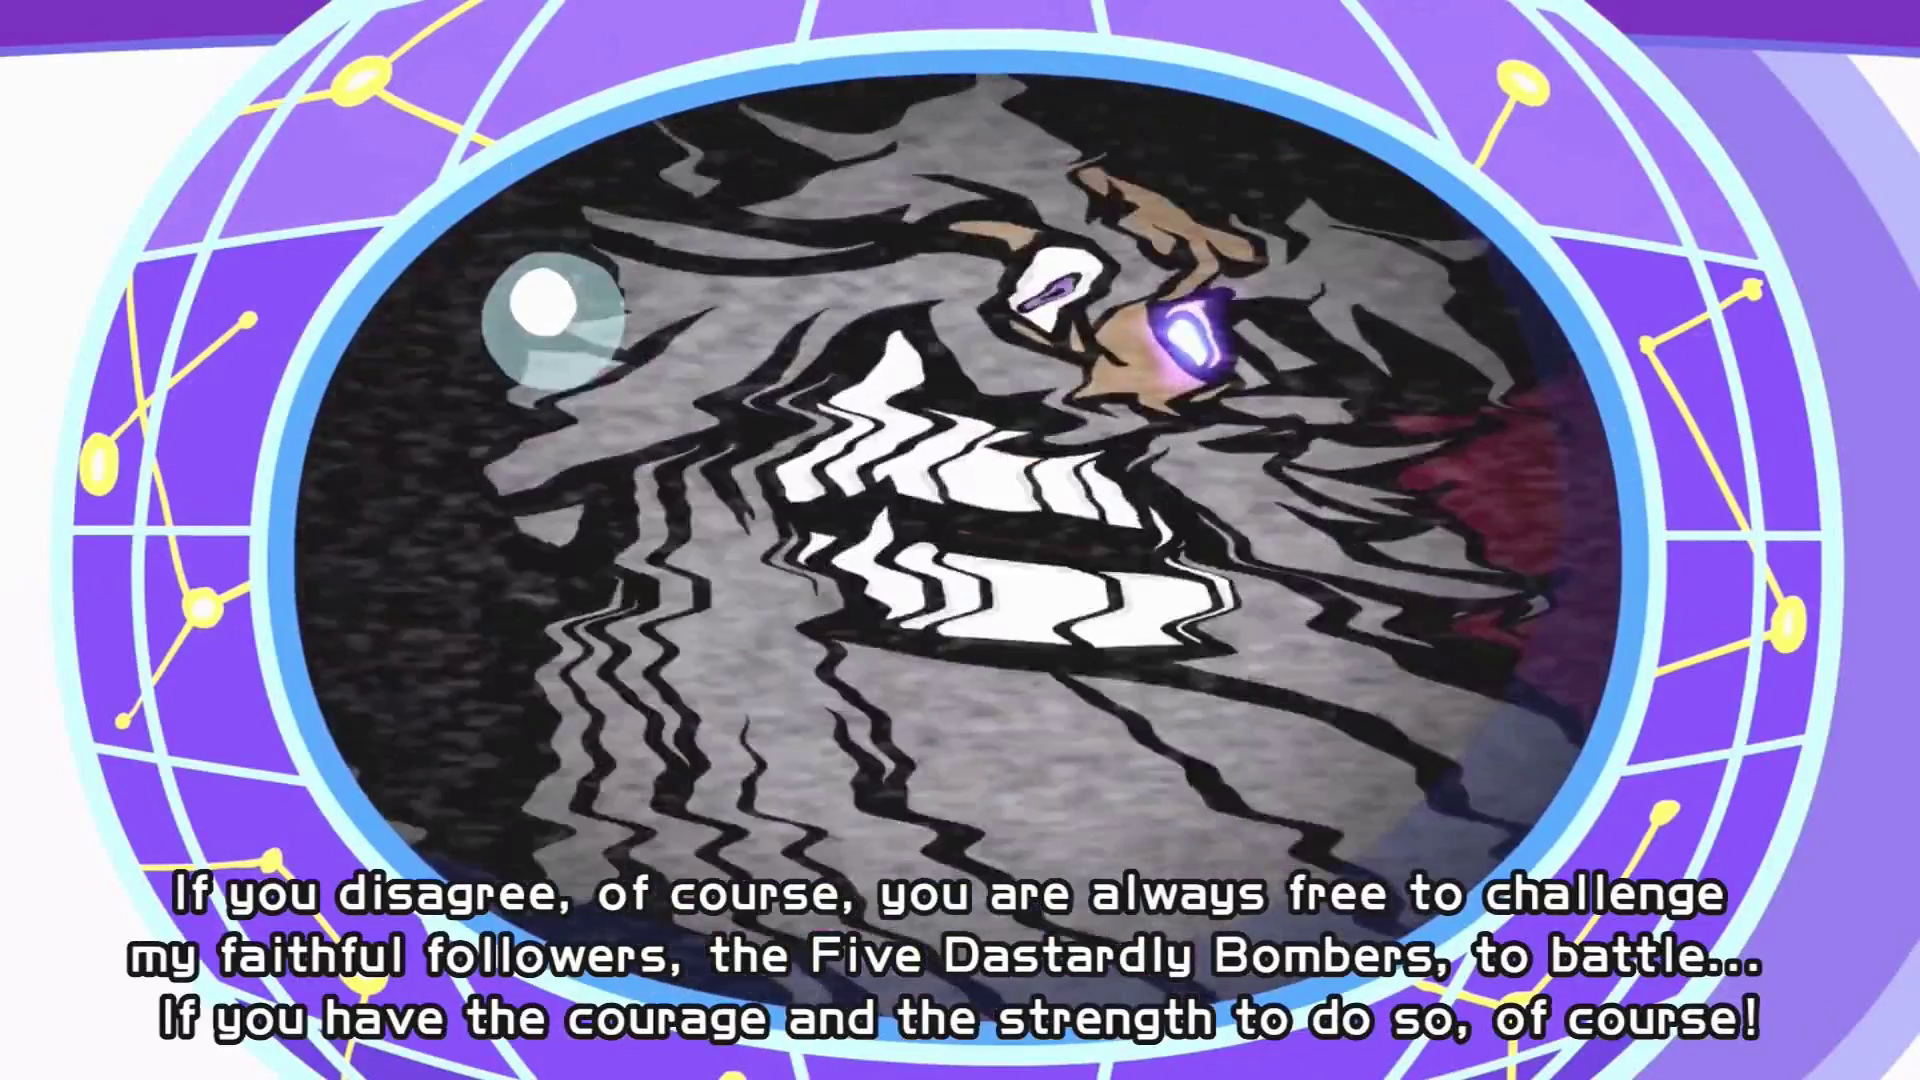 If you disagree, of course, you are always free to challenge
my faithful followers, the Five Dastardly Bombers, to battle...
If you have the courage and the strength to do so, of course!